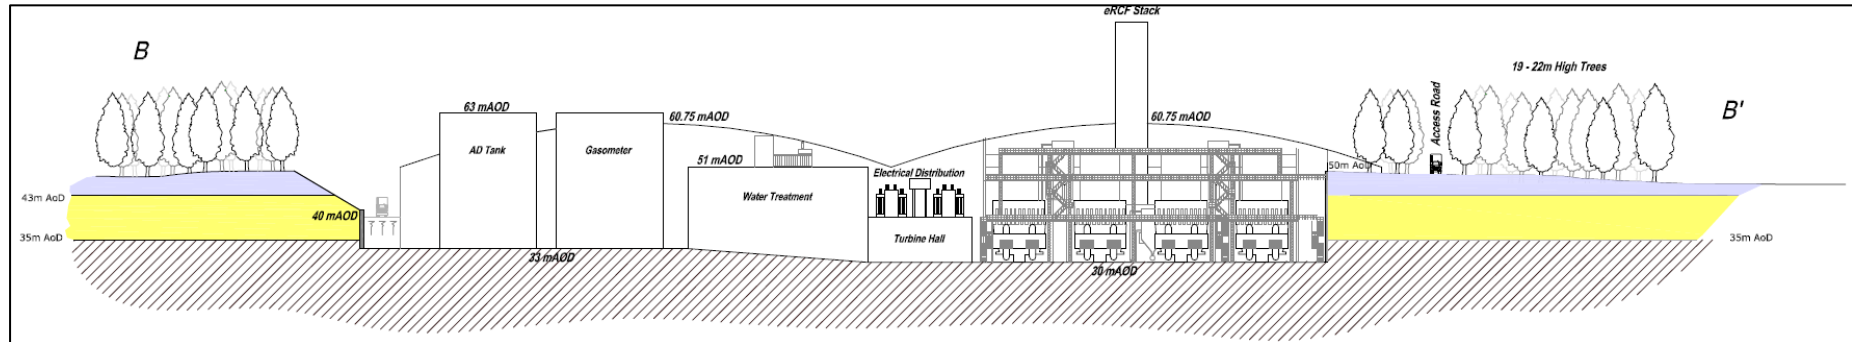 eRCF Stack
B
19 - 22m High Trees
Access Road
B'
63 mAOD
60.75 mAOD
60.75 mAOD
AD Tank
Gasometer
51 mAOD
50m AoD
Electrical Distribution
43m AoD
Water Treatment
40 mAOD
35m AoD
Turbine Hall
35m AoD
33 mAOD
30 mAOD